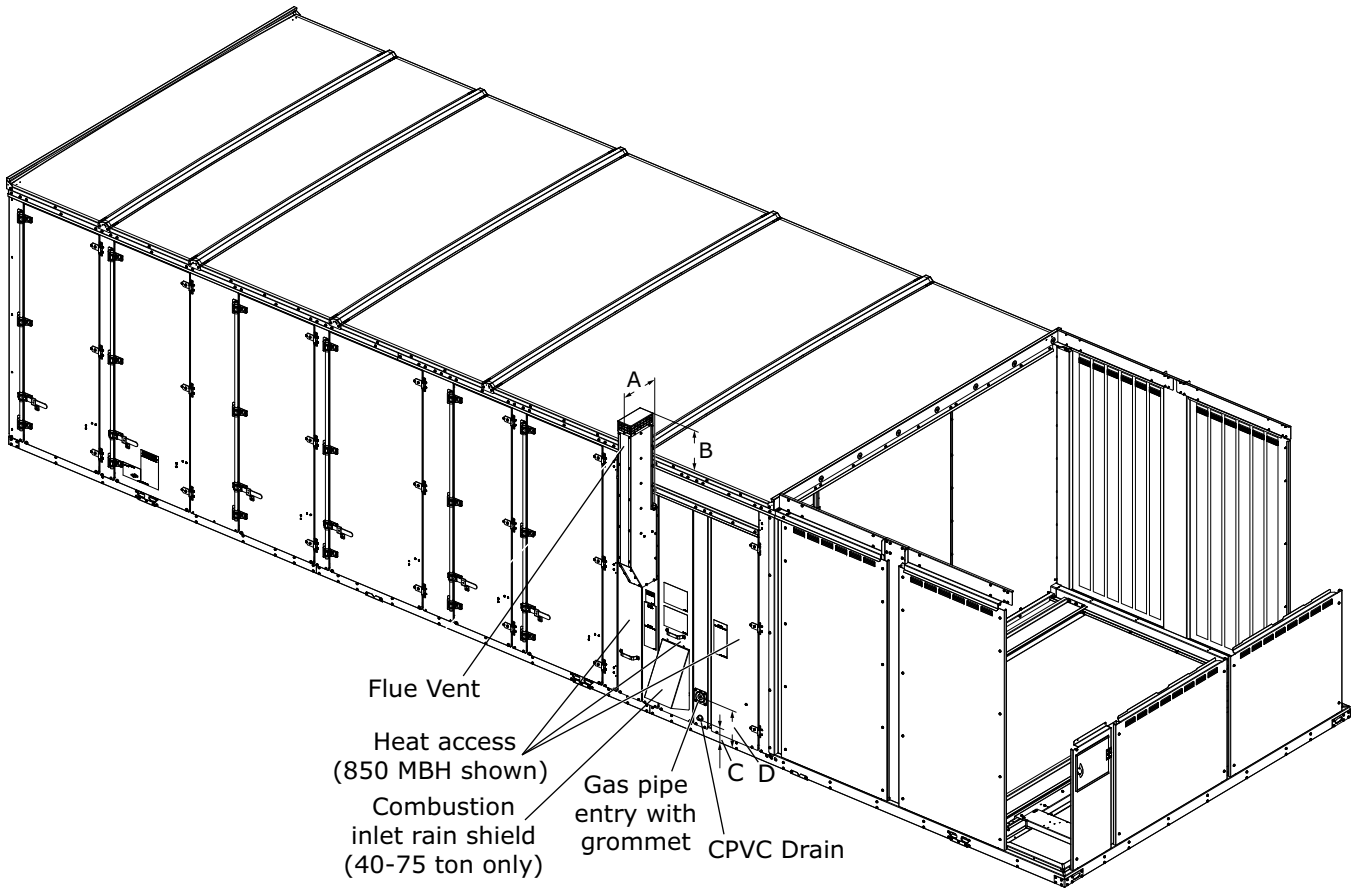 A
B
Flue Vent
Heat access
(850 MBH shown)
Combustion
inlet rain shield
(40-75 ton only)
Gas pipe
entry with
grommet
C
D
CPVC Drain